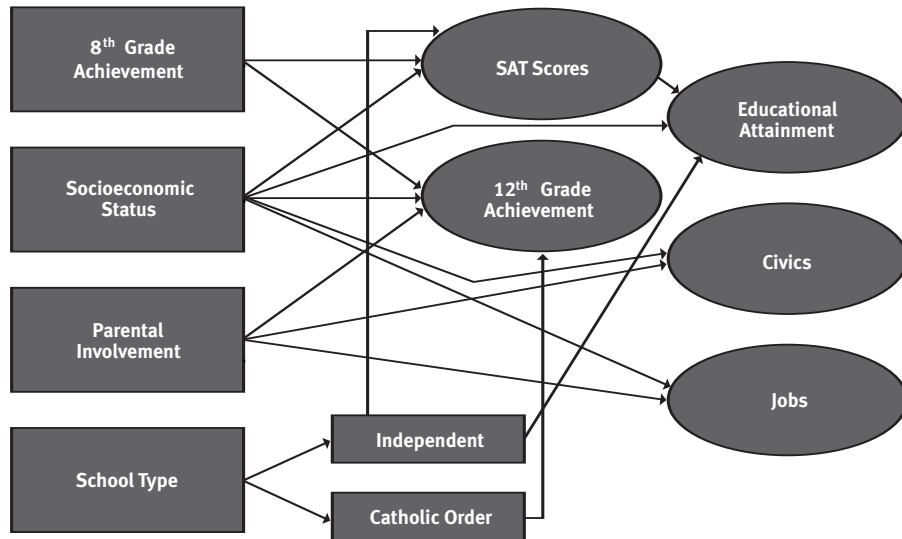 8th Grade
Achievement
SAT Scores
Educational
Attainment
Socioeconomic
Status
12th Grade
Achievement
Civics
Parental
Involvement
Jobs
Independent
School Type
Catholic Order